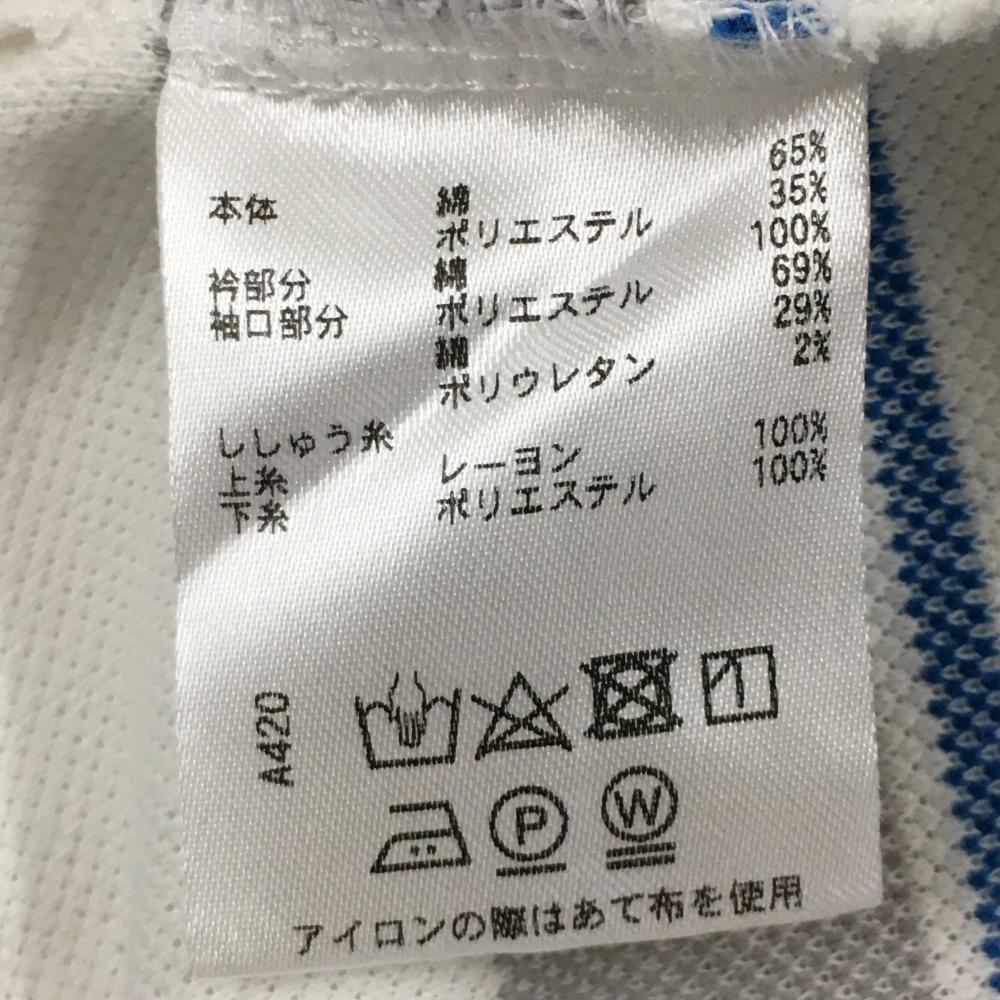 本体 綿 65%
ポリエステル 35%
衿部分 綿 100%
袖口部分 ポリエステル 69%
綿 29%
ポリウレタン 2%
ししゅう糸
上糸 レーヨン 100%
下糸 ポリエステル 100%
A420
P W
アイロンの際はあて布を使用